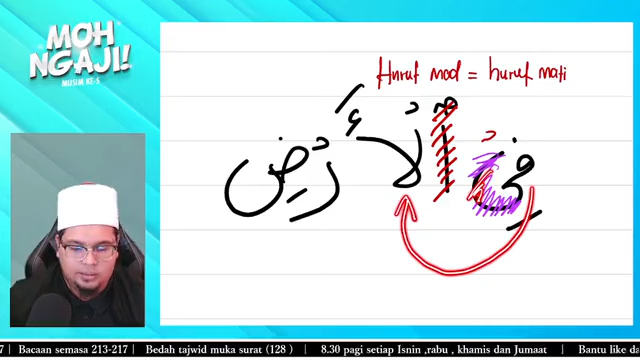 MOH
NGAJI!
MUSIM KE-5
Huruf mad = huruf mati
فِي ٱلْأَرْضِ
7 | Bacaan semasa 213-217 | Bedah tajwid muka surat (128 ) | 8.30 pagi setiap Isnin ,rabu , khamis dan Jumaat | Bantu like da